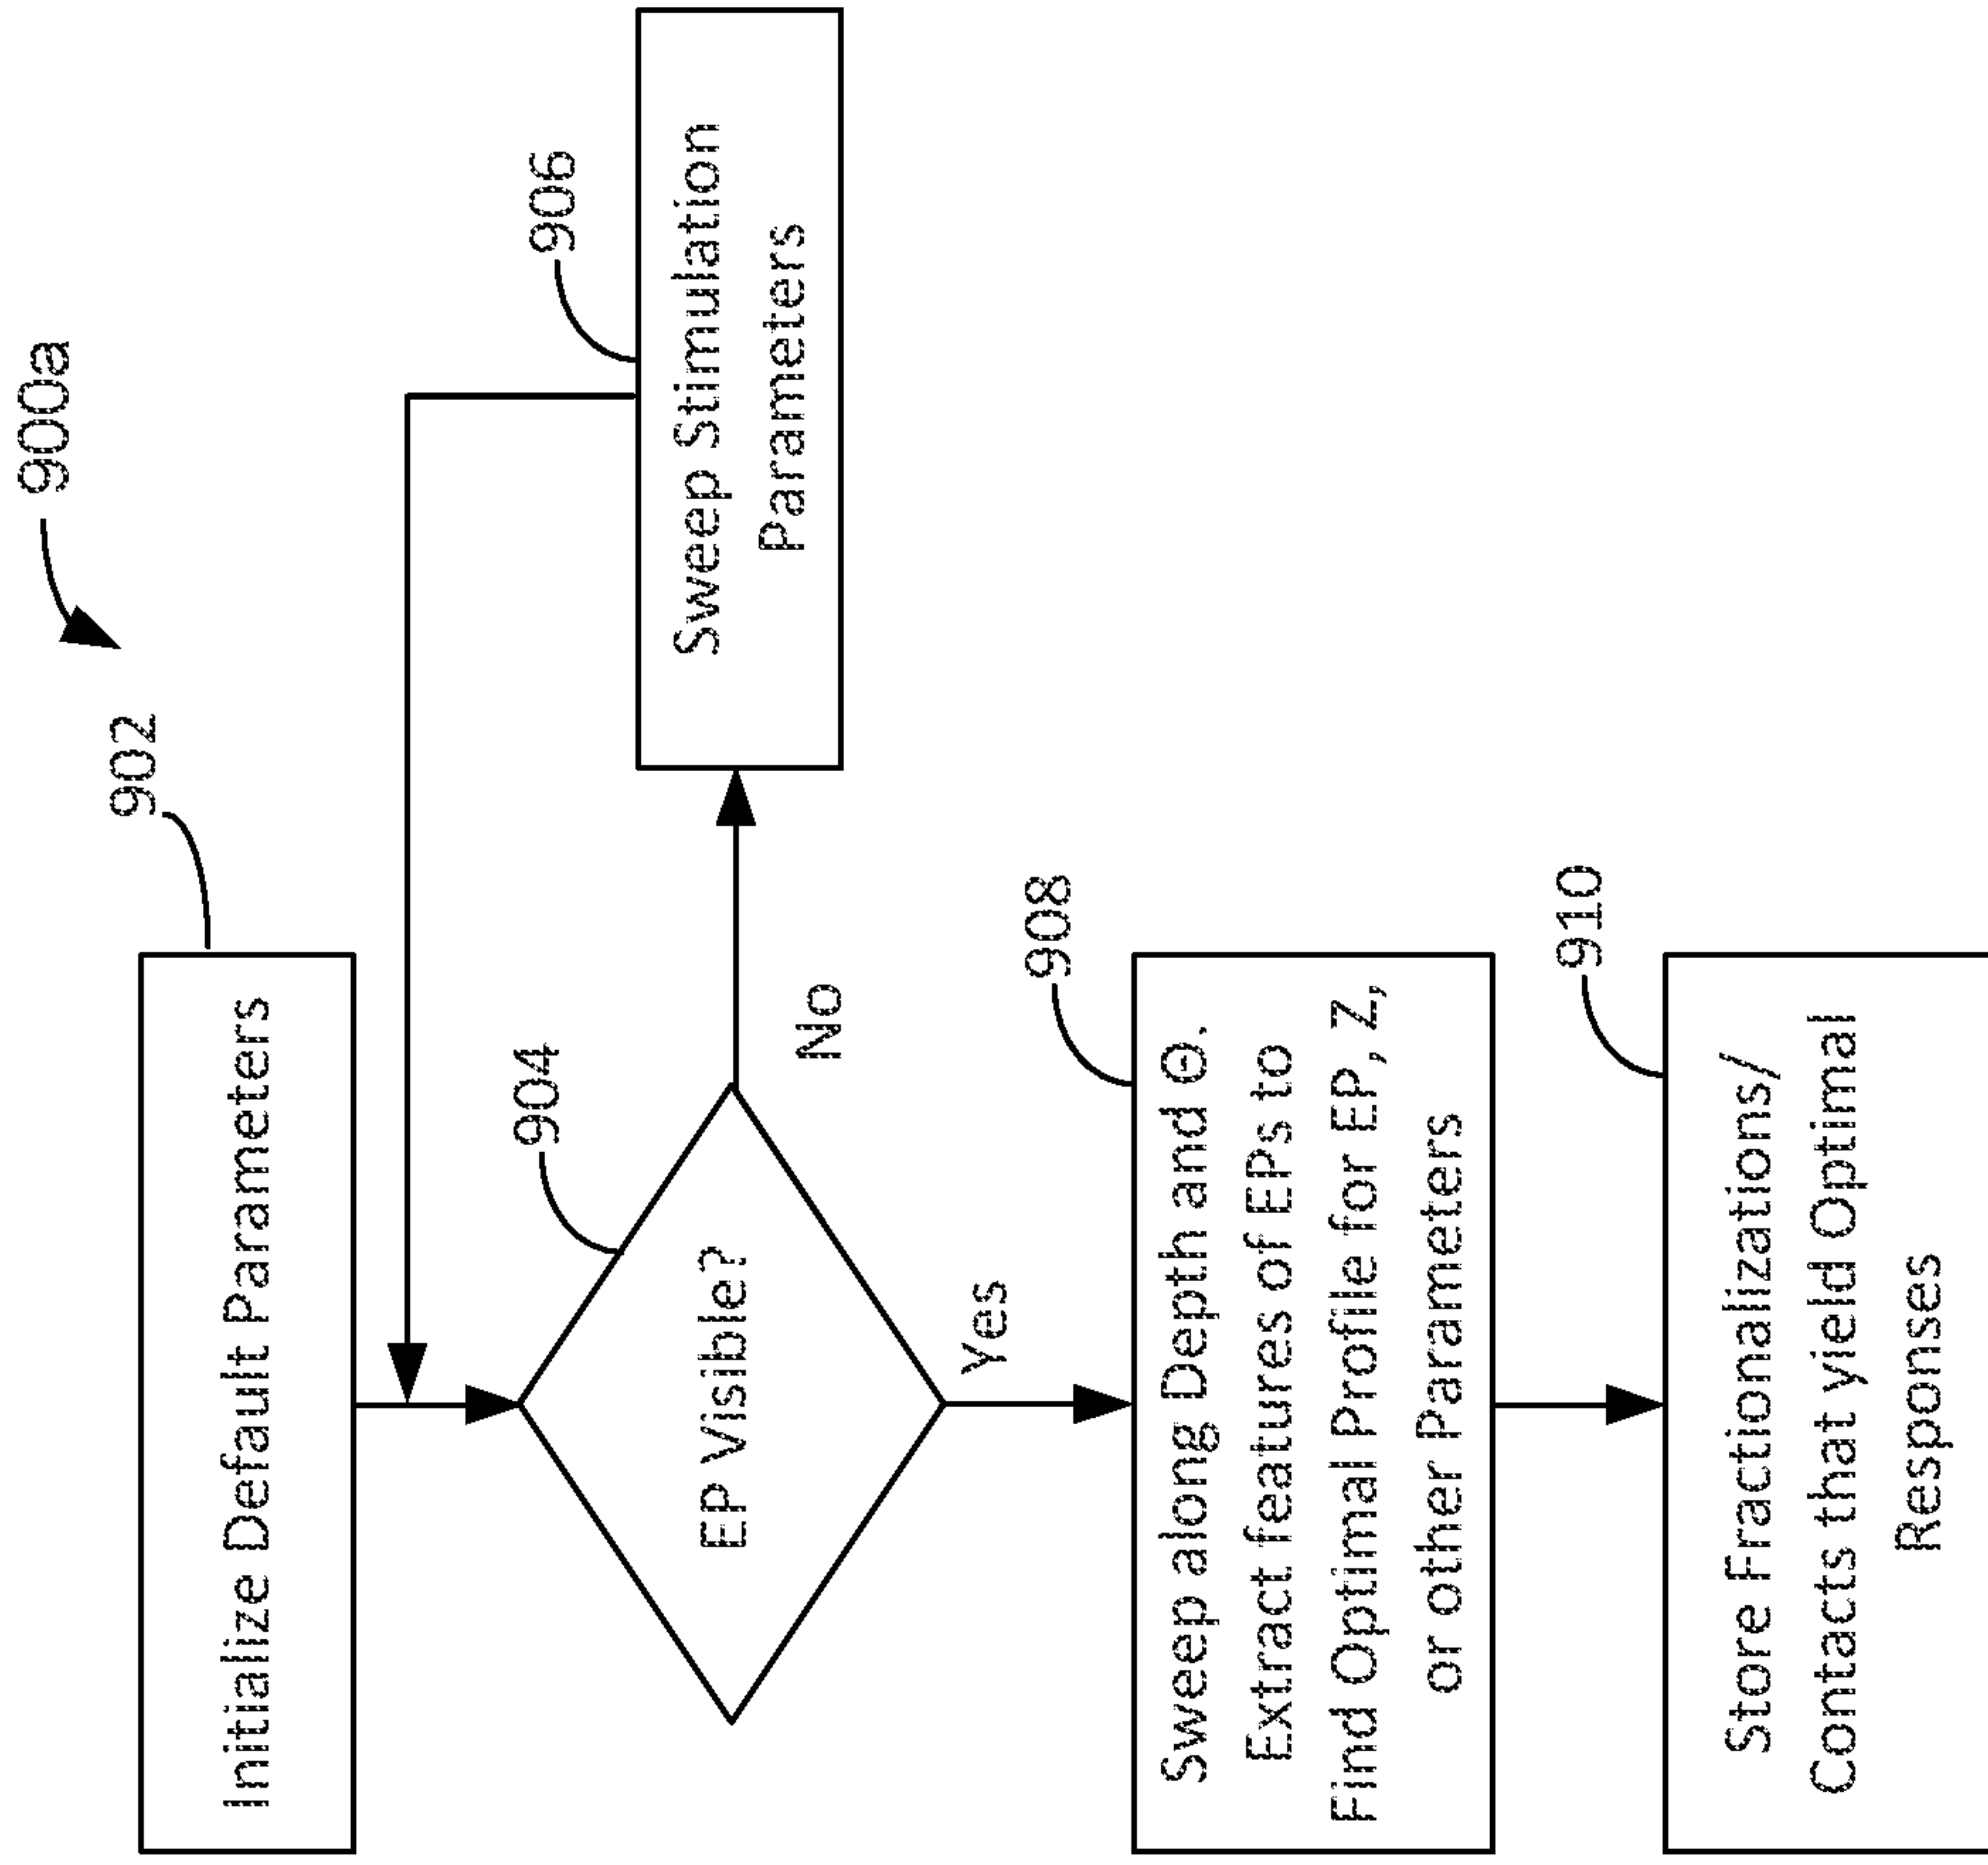 900a
902
Initialize Default Parameters
904
EP Visible?
No
906
Sweep Stimulation
Parameters
Yes
908
Sweep along Depth and Θ.
Extract features of EPs to
Find Optimal Profile for EP, Z,
or other Parameters
910
Store Fractionalizations/
Contacts that yield Optimal
Responses